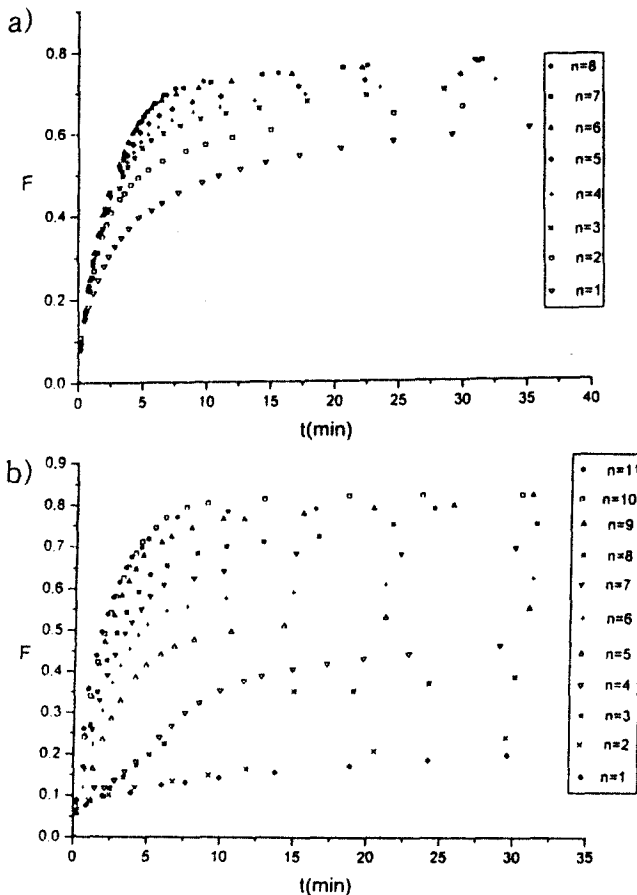 a)
0.8
0.6
0.4
0.2
0.0
F
0 5 10 15 20 25 30 35 40
t(min)
n=8
n=7
n=6
n=5
n=4
n=3
n=2
n=1
b)
0.9
0.8
0.7
0.6
0.5
0.4
0.3
0.2
0.1
0.0
F
0 5 10 15 20 25 30 35
t(min)
n=11
n=10
n=9
n=8
n=7
n=6
n=5
n=4
n=3
n=2
n=1